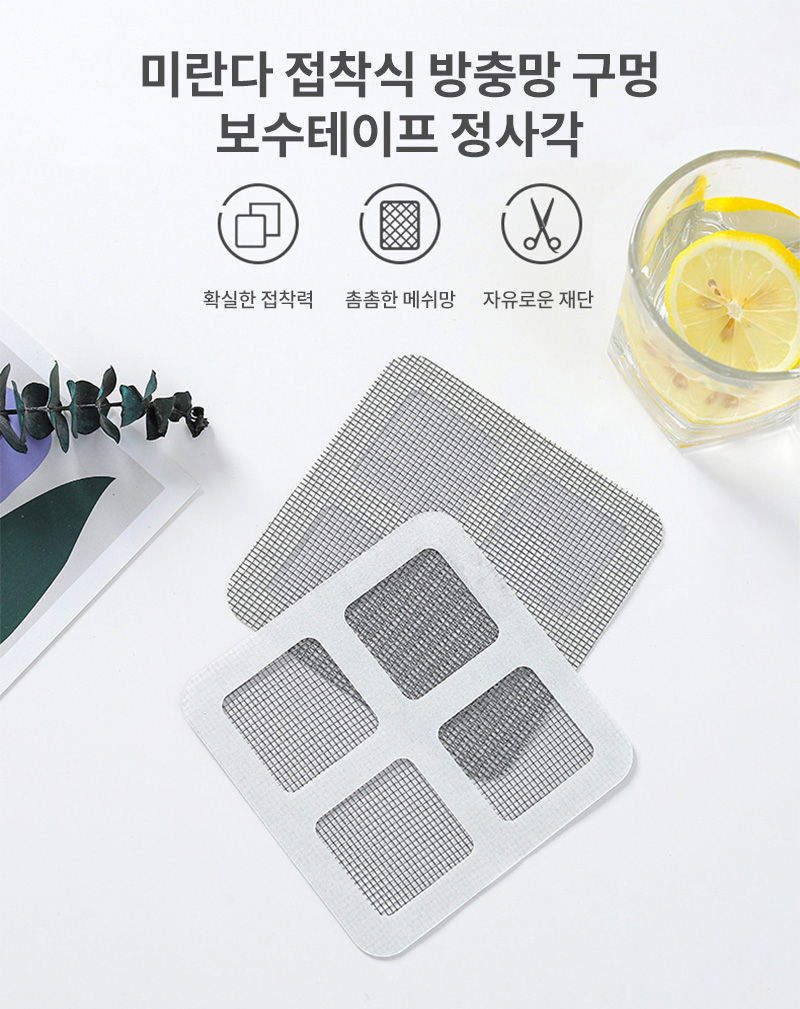 미란다 접착식 방충망 구멍
보수테이프 정사각
확실한 접착력
촘촘한 메쉬망
자유로운 재단